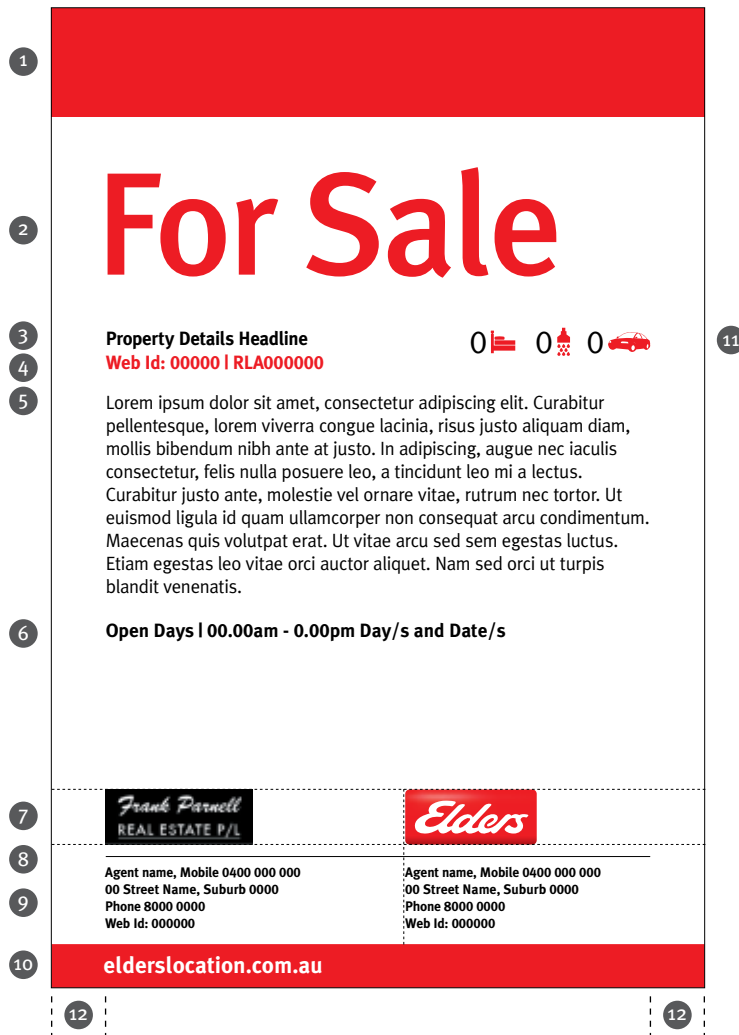 1
2
For Sale
3
Property Details Headline
0 0 0
11
4
Web Id: 00000 | RLA000000
5
Lorem ipsum dolor sit amet, consectetur adipiscing elit. Curabitur
pellentesque, lorem viverra congue lacinia, risus justo aliquam diam,
mollis bibendum nibh ante at justo. In adipiscing, augue nec iaculis
consectetur, felis nulla posuere leo, a tincidunt leo mi a lectus.
Curabitur justo ante, molestie vel ornare vitae, rutrum nec tortor. Ut
euismod ligula id quam ullamcorper non consequat arcu condimentum.
Maecenas quis volutpat erat. Ut vitae arcu sed sem egestas luctus.
Etiam egestas leo vitae orci auctor aliquet. Nam sed orci ut turpis
blandit venenatis.
6
Open Days | 00.00am - 0.00pm Day/s and Date/s
7
Frank Parnell
REAL ESTATE P/L
Elders
8
9
Agent name, Mobile 0400 000 000
00 Street Name, Suburb 0000
Phone 8000 0000
Web Id: 000000
Agent name, Mobile 0400 000 000
00 Street Name, Suburb 0000
Phone 8000 0000
Web Id: 000000
10
elderslocation.com.au
12
12